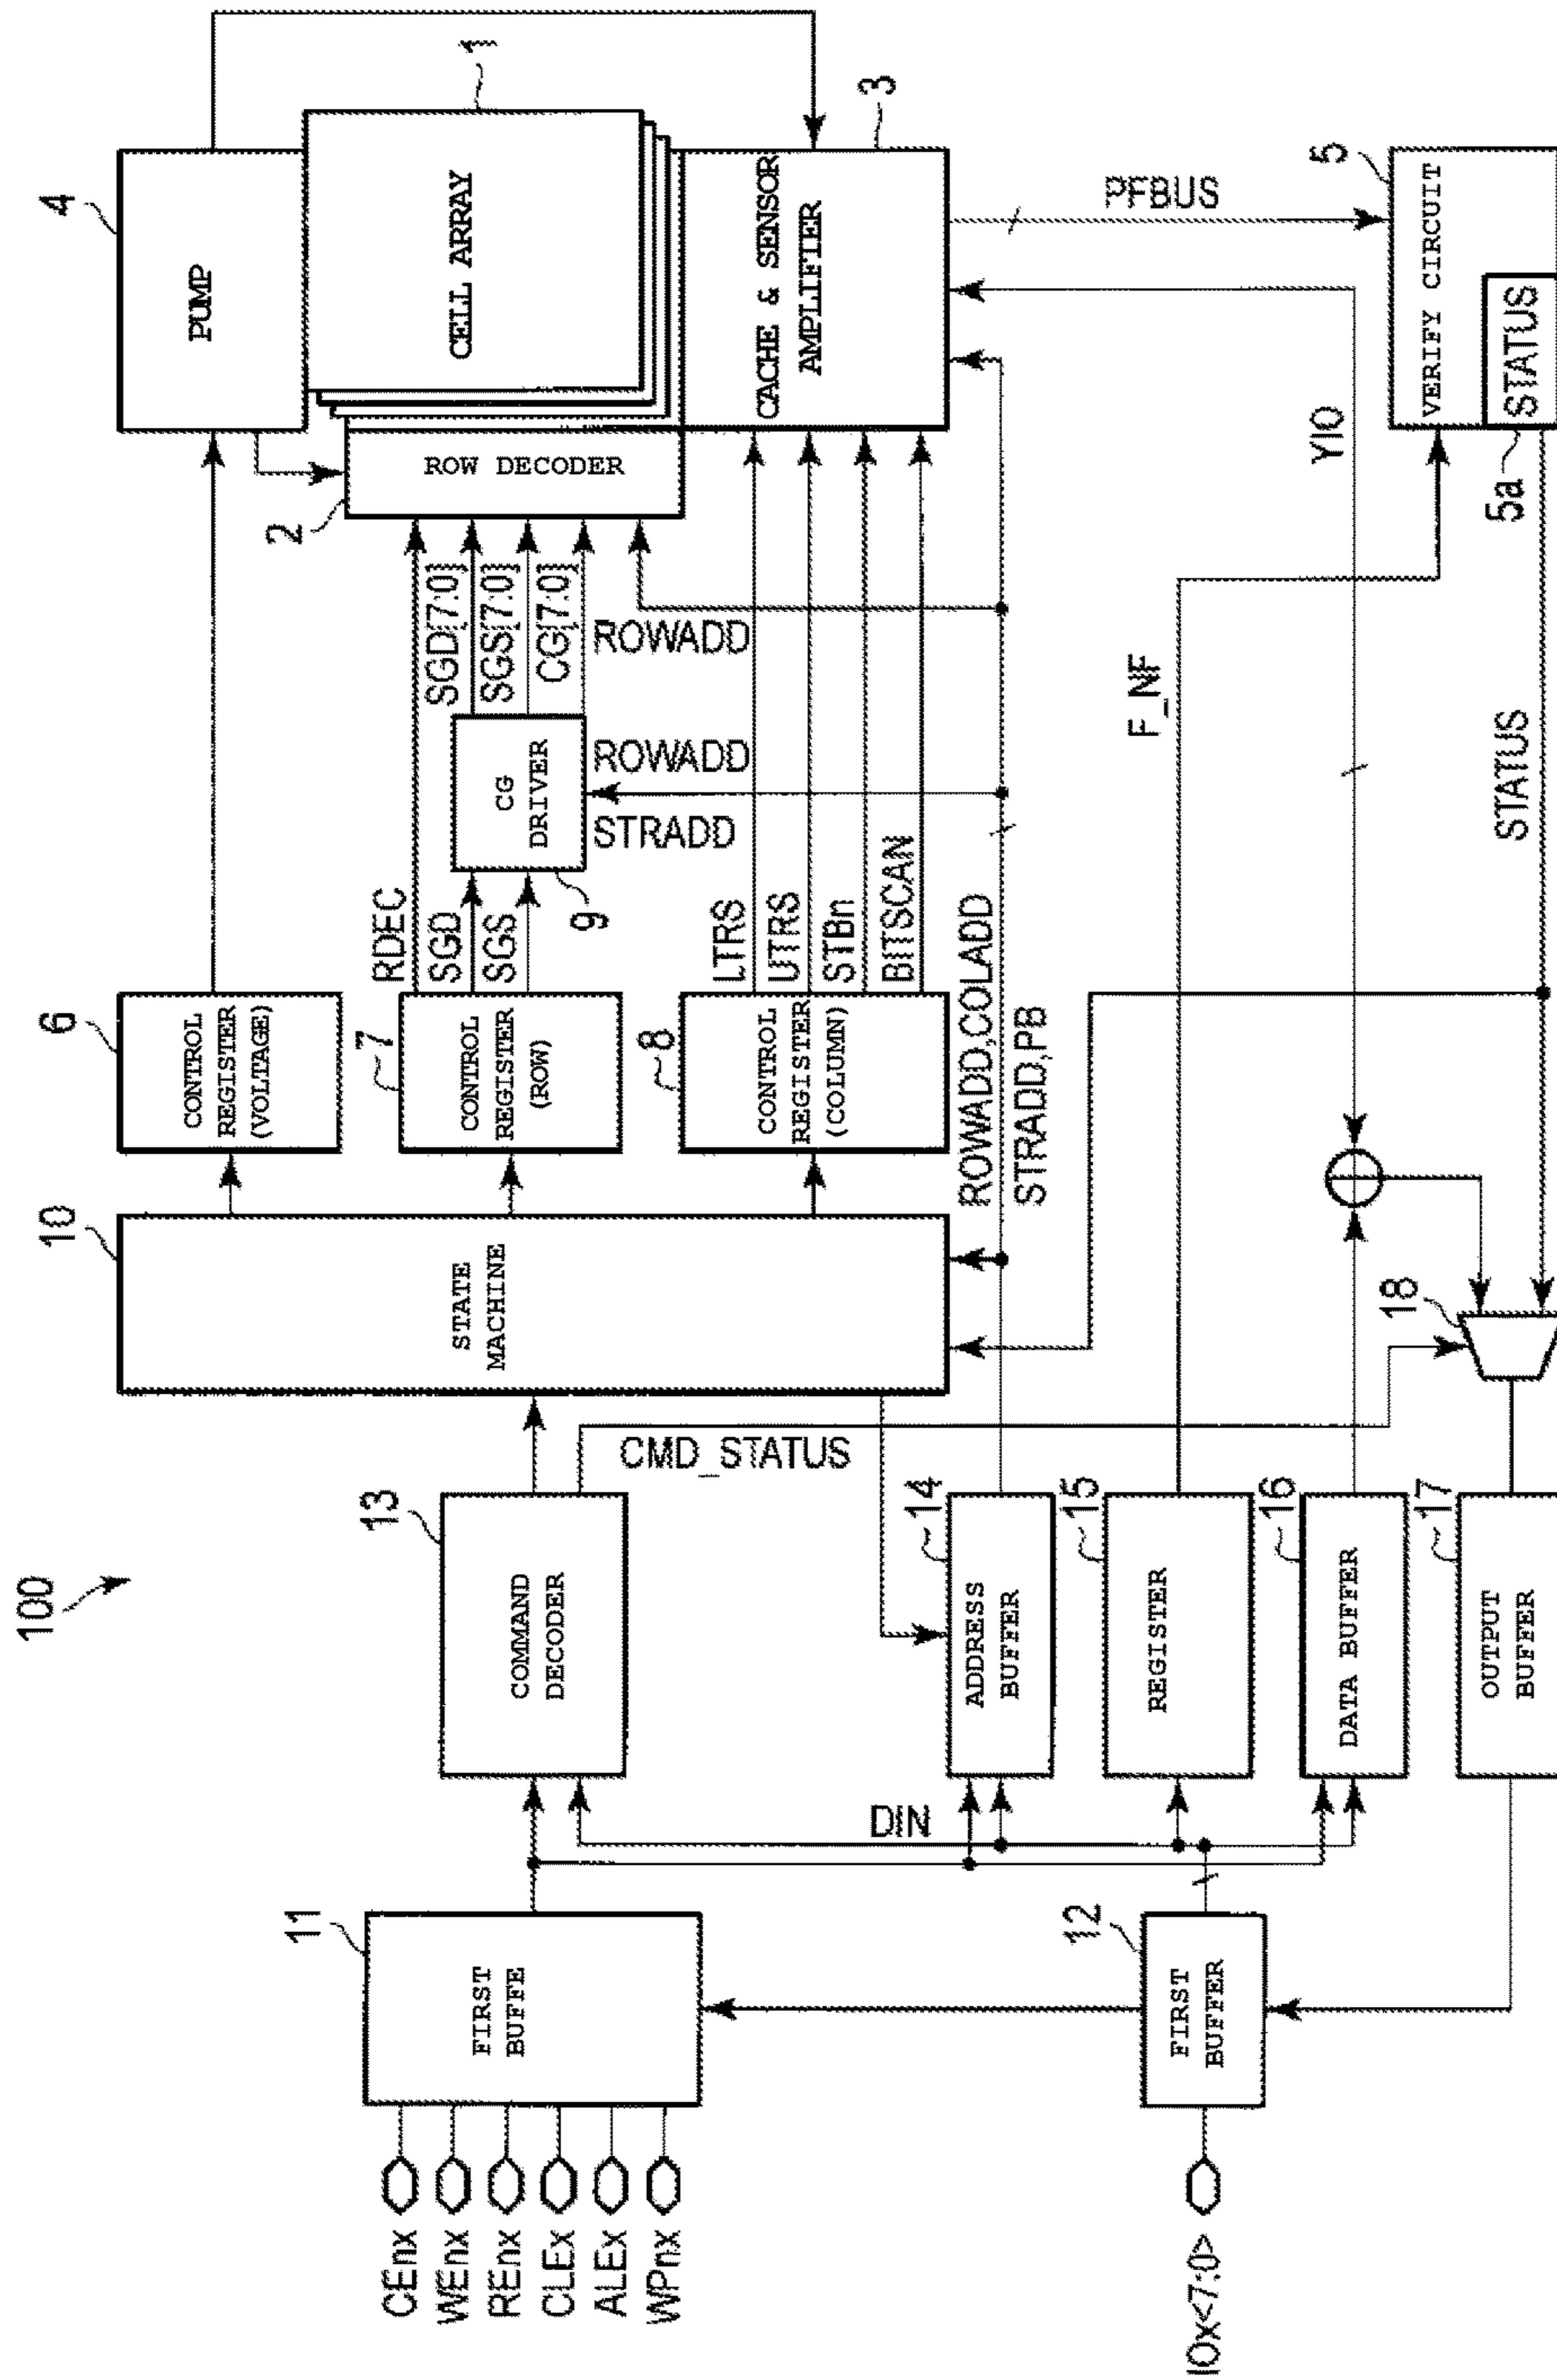 100
CEnx
WEnx
REnx
CLEx
ALEx
WPnx
IOx<7:0>
11
FIRST
BUFFE
12
FIRST
BUFFER
DIN
13
COMMAND
DECODER
14
ADDRESS
BUFFER
15
REGISTER
16
DATA BUFFER
17
OUTPUT
BUFFER
CMD_STATUS
18
10
STATE
MACHINE
6
CONTROL
REGISTER
(VOLTAGE)
7
CONTROL
REGISTER
(ROW)
8
CONTROL
REGISTER
(COLUMN)
ROWADD,COLADD
STRADD,PB
RDEC
SGD
SGS
9
CG
DRIVER
STRADD
ROWADD
SGD[7:0]
SGS[7:0]
CG[7:0]
ROWADD
LTRS
UTRS
STBn
BITSCAN
F_NF
STATUS
YIO
PFBUS
4
PUMP
1
CELL ARRAY
2
ROW DECODER
3
CACHE & SENSOR
AMPLIFIER
5
VERIFY CIRCUIT
5a
STATUS